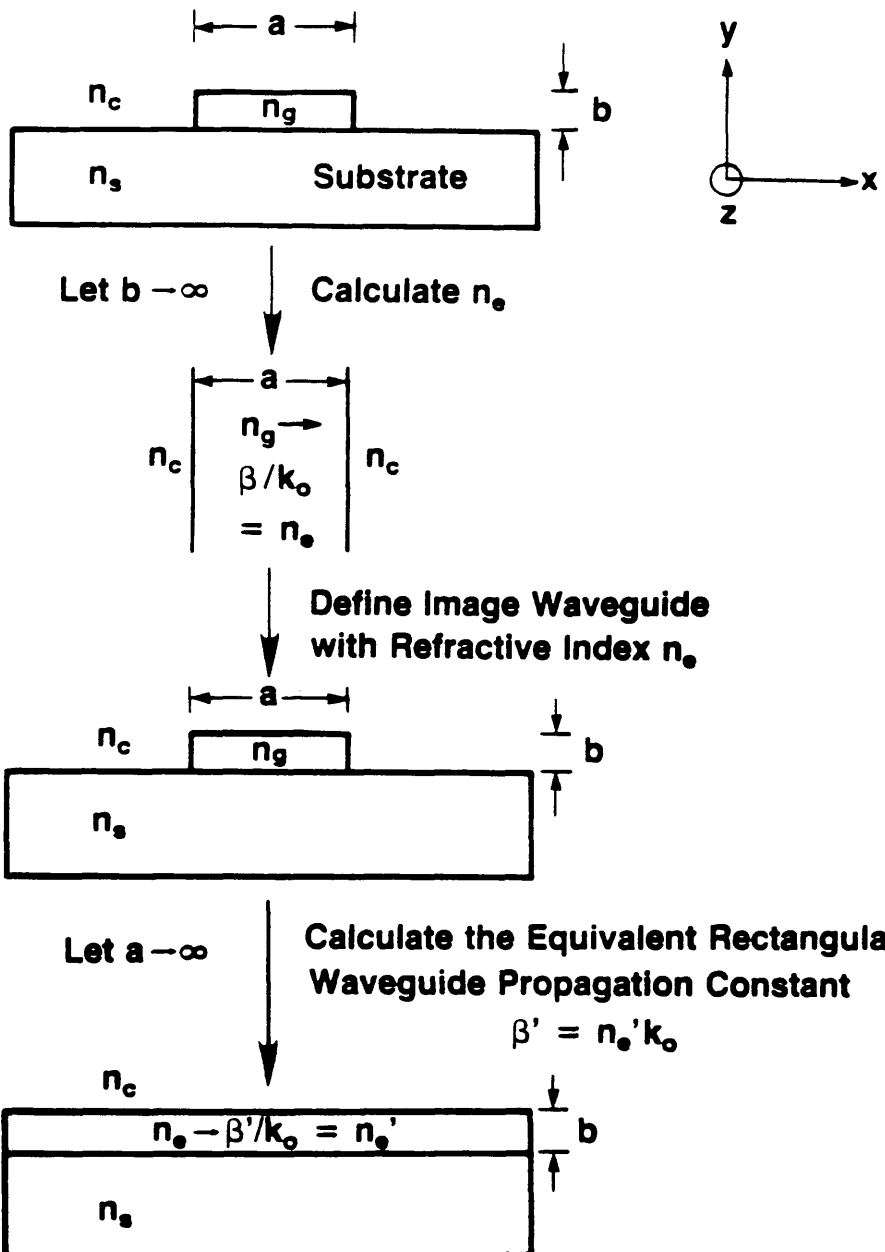 a
y
n_c
n_g
b
n_s Substrate
x
z
Let b → ∞ Calculate n_e
a
n_g →
n_c n_c
β/k_o
= n_e
Define Image Waveguide
with Refractive Index n_e
a
n_c
n_g
b
n_s
Let a → ∞
Calculate the Equivalent Rectangula
Waveguide Propagation Constant
β' = n_e'k_o
n_c
n_e → β'/k_o = n_e'
b
n_s